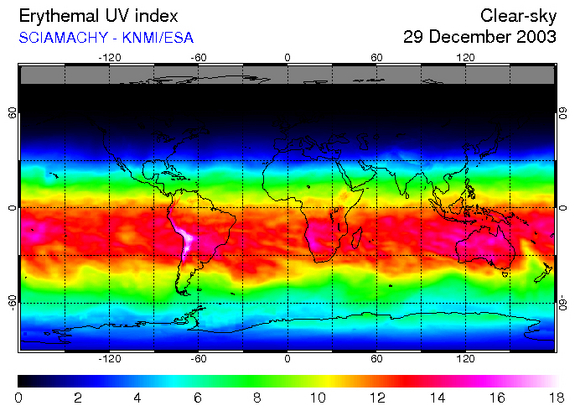 Erythemal UV index
Clear-sky
SCIAMACHY - KNMI/ESA
29 December 2003
-120 -60 0 60 120
60 60
0 0
-60 -60
-120 -60 0 60 120
0 2 4 6 8 10 12 14 16 18